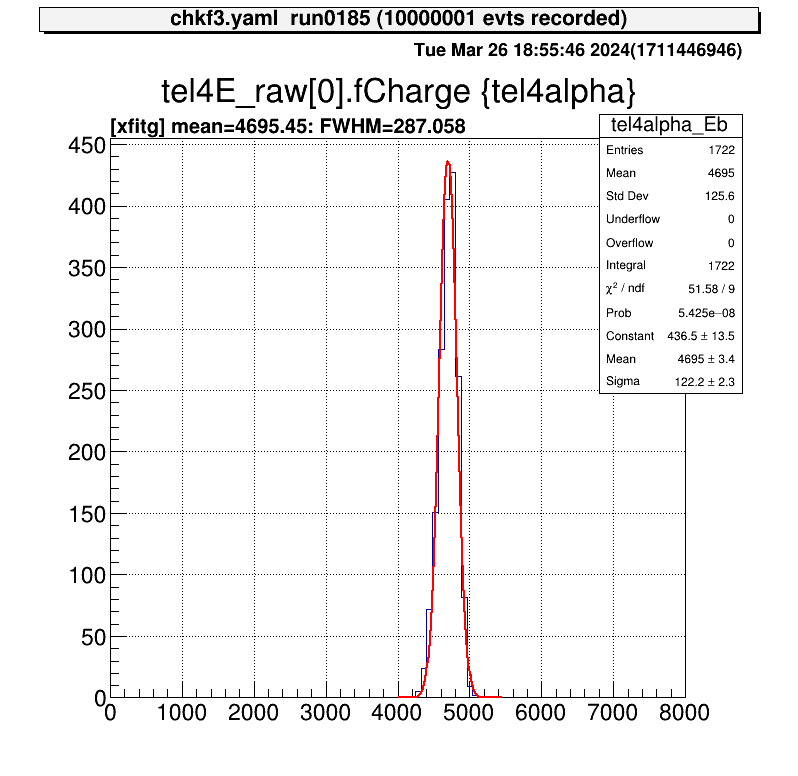 chkf3.yaml run0185 (10000001 evts recorded)
Tue Mar 26 18:55:46 2024(1711446946)
tel4E_raw[0].fCharge {tel4alpha}
[xfitg] mean=4695.45: FWHM=287.058
tel4alpha_Eb
Entries 1722
Mean 4695
Std Dev 125.6
Underflow 0
Overflow 0
Integral 1722
χ² / ndf 51.58 / 9
Prob 5.425e−08
Constant 436.5 ± 13.5
Mean 4695 ± 3.4
Sigma 122.2 ± 2.3
450
400
350
300
250
200
150
100
50
0
0 1000 2000 3000 4000 5000 6000 7000 8000